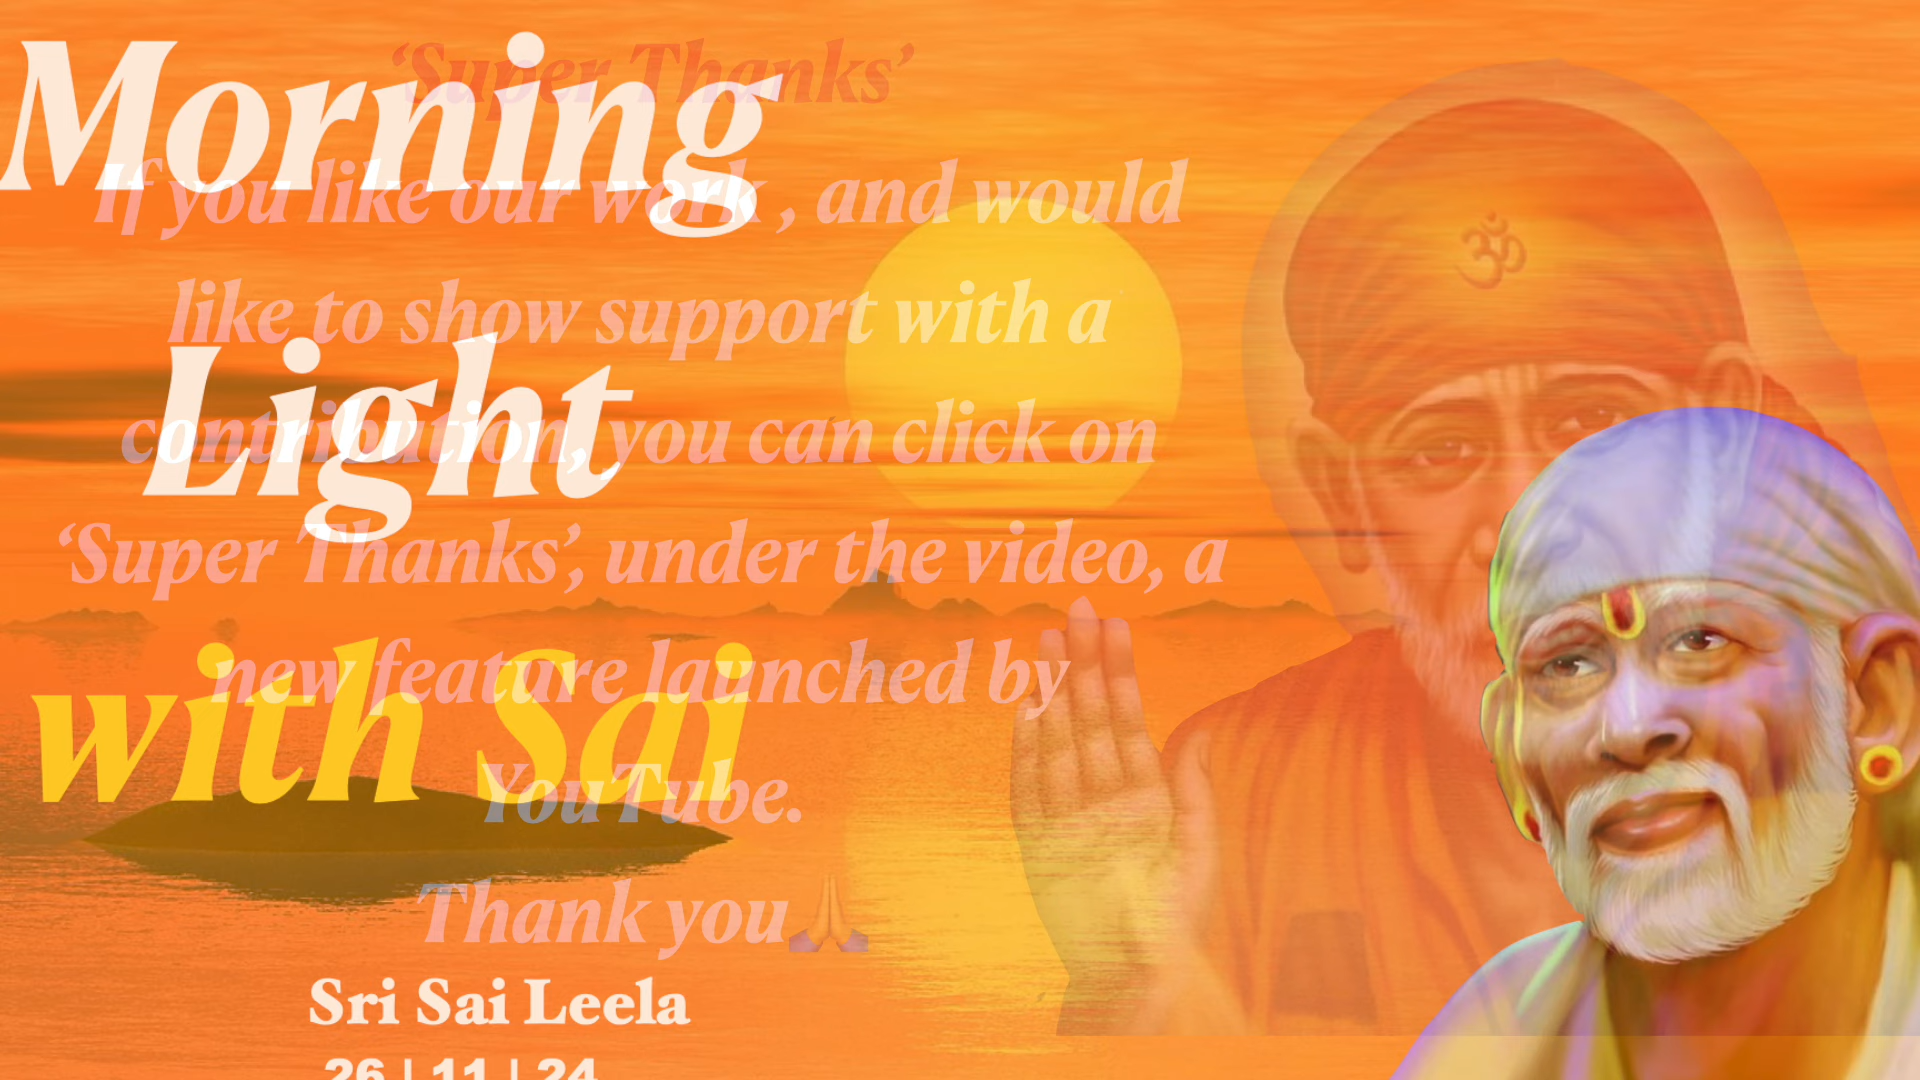 Morning
Light
with Sai
Sri Sai Leela
26 | 11 | 24
‘Super Thanks’
If you like our work , and would
like to show support with a
contribution, you can click on
‘Super Thanks’, under the video, a
new feature launched by
YouTube.
Thank you🙏
ॐ